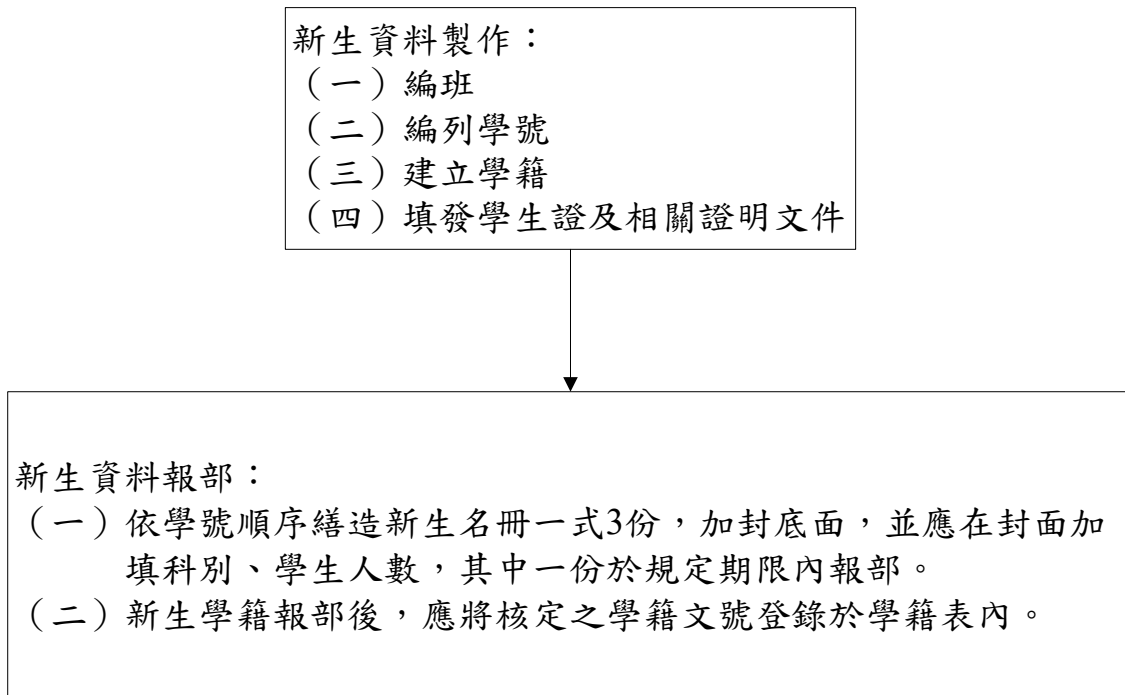 新生資料製作：
（一）編班
（二）編列學號
（三）建立學籍
（四）填發學生證及相關證明文件
新生資料報部：
（一）依學號順序繕造新生名冊一式3份，加封底面，並應在封面加
填科別、學生人數，其中一份於規定期限內報部。
（二）新生學籍報部後，應將核定之學籍文號登錄於學籍表內。